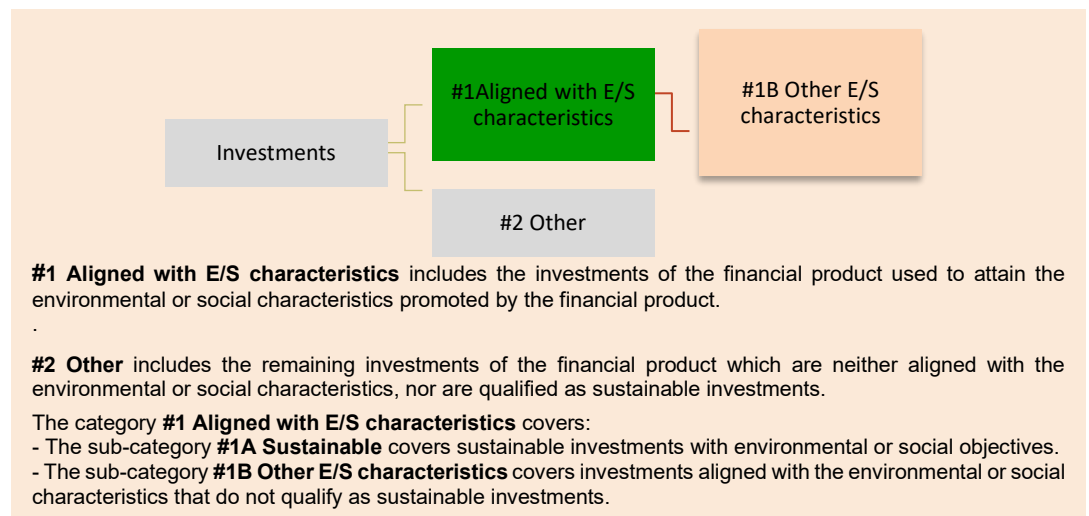 #1Aligned with E/S
characteristics
#1B Other E/S
characteristics
Investments
#2 Other
#1 Aligned with E/S characteristics includes the investments of the financial product used to attain the
environmental or social characteristics promoted by the financial product.
.
#2 Other includes the remaining investments of the financial product which are neither aligned with the
environmental or social characteristics, nor are qualified as sustainable investments.
The category #1 Aligned with E/S characteristics covers:
- The sub-category #1A Sustainable covers sustainable investments with environmental or social objectives.
- The sub-category #1B Other E/S characteristics covers investments aligned with the environmental or social
characteristics that do not qualify as sustainable investments.